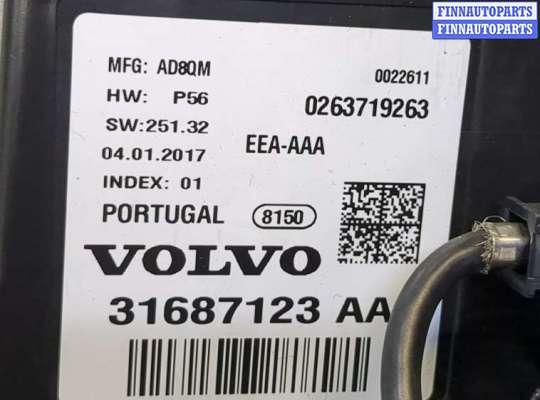 FINNAUTOPARTS
FINNAUTOPARTS
MFG: AD8QM 0022611
HW: P56 0263719263
SW:251.32 EEA-AAA
04.01.2017
INDEX: 01
PORTUGAL 8150
VOLVO
31687123 AA